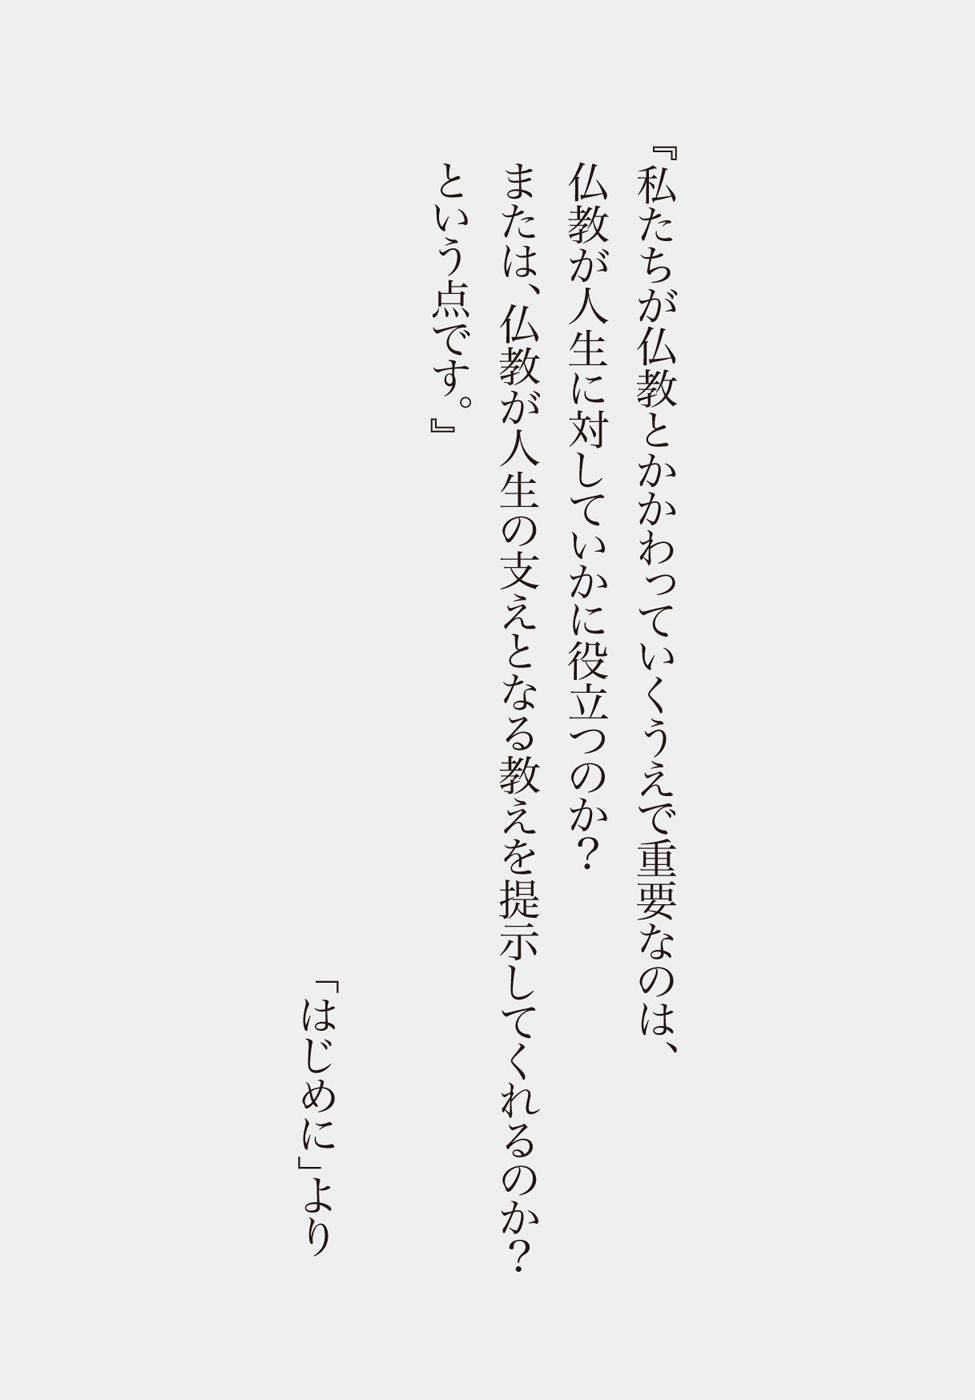 『私たちが仏教とかかわっていくうえで重要なのは、
仏教が人生に対していかに役立つのか？
または、仏教が人生の支えとなる教えを提示してくれるのか？
という点です。』
「はじめに」より